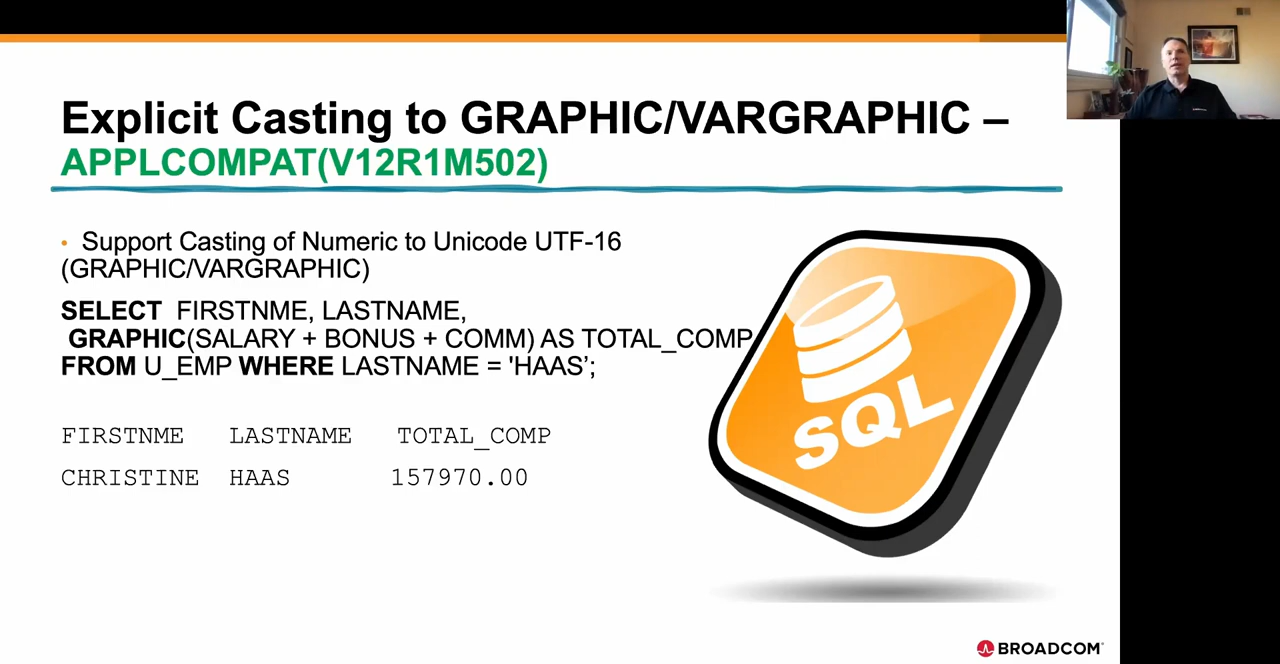 Explicit Casting to GRAPHIC/VARGRAPHIC –
APPLCOMPAT(V12R1M502)
• Support Casting of Numeric to Unicode UTF-16
(GRAPHIC/VARGRAPHIC)
SELECT FIRSTNME, LASTNAME,
GRAPHIC(SALARY + BONUS + COMM) AS TOTAL_COMP
FROM U_EMP WHERE LASTNAME = 'HAAS’;
FIRSTNME LASTNAME TOTAL_COMP
CHRISTINE HAAS 157970.00
SQL
BROADCOM